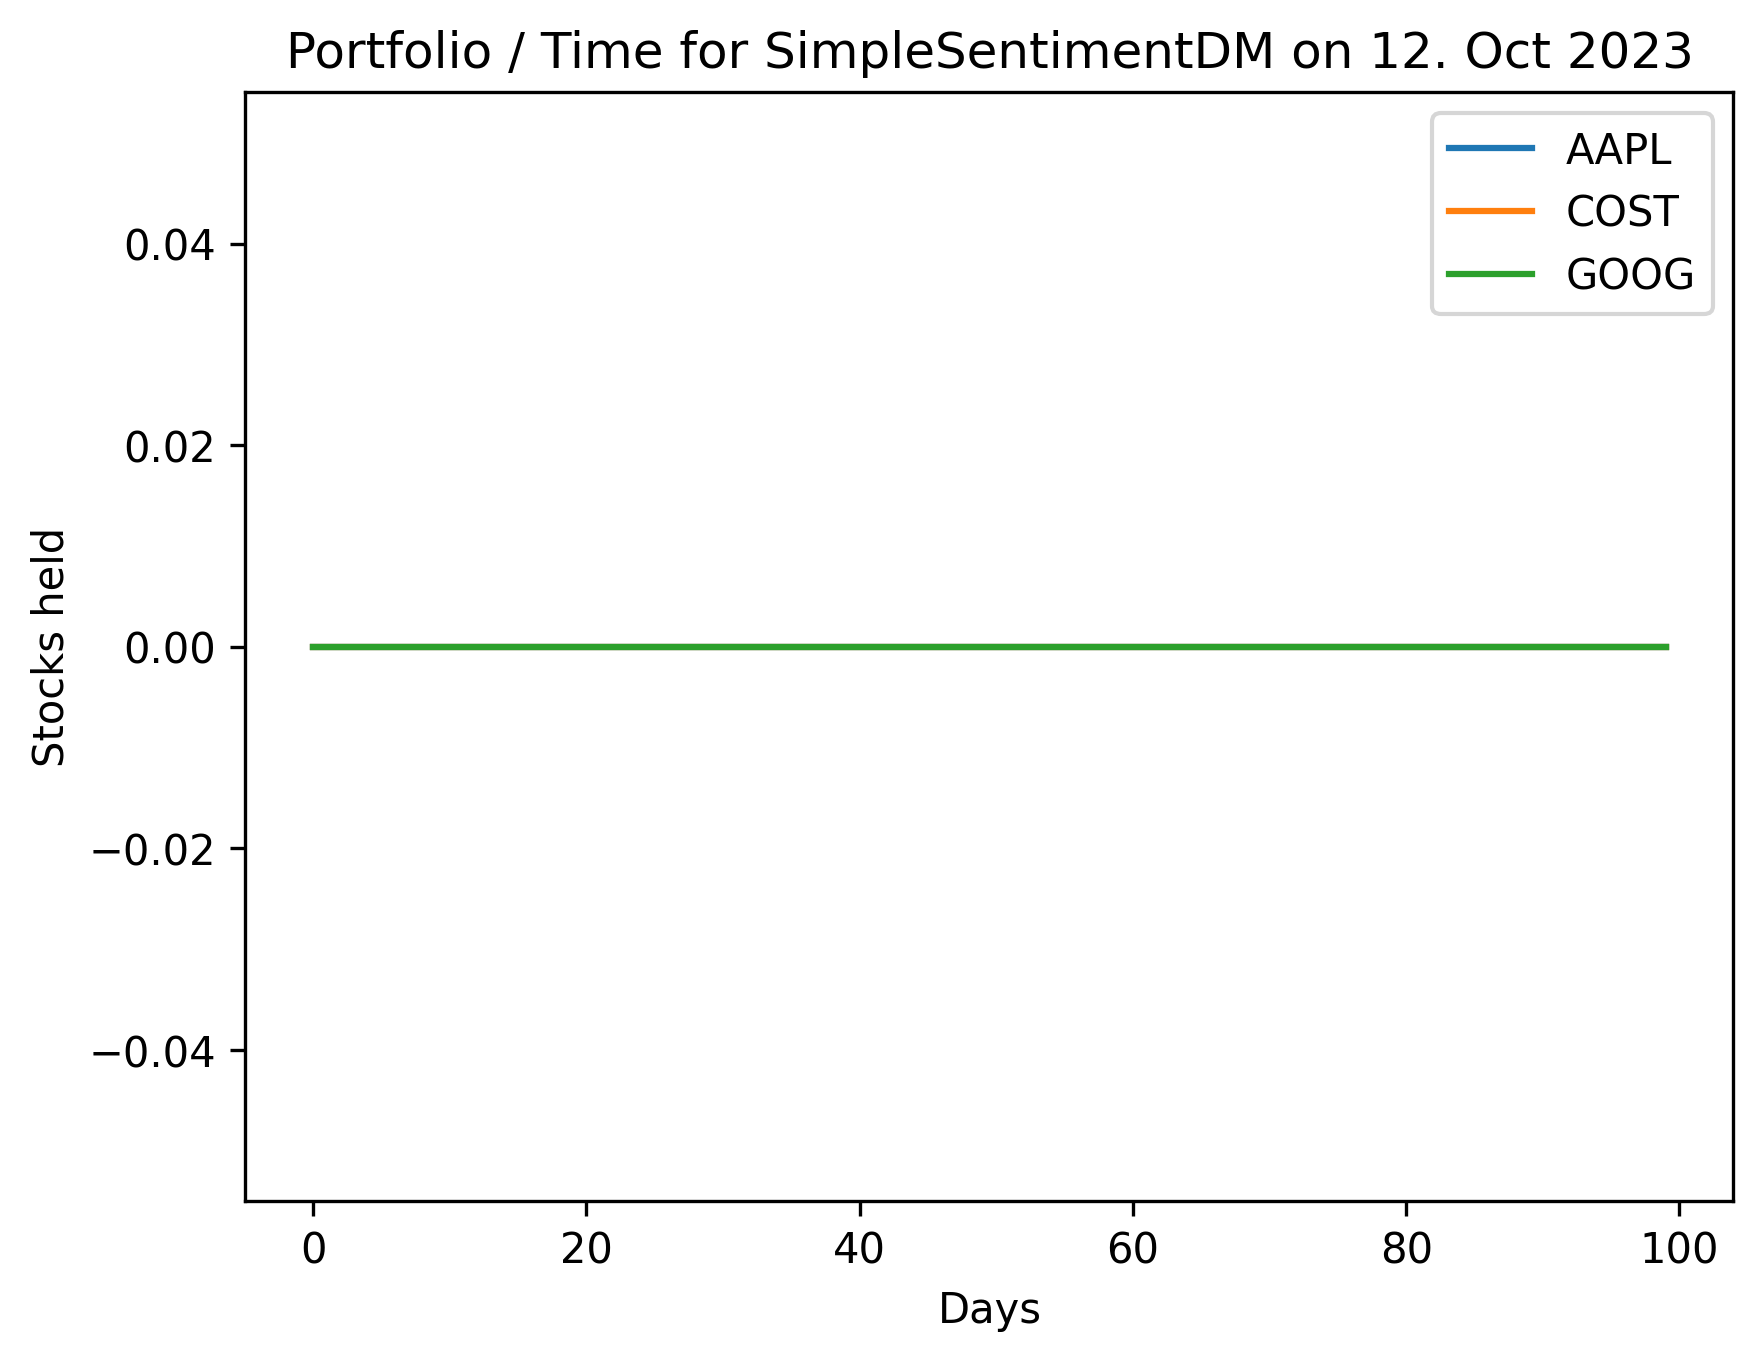 Portfolio / Time for SimpleSentimentDM on 12. Oct 2023
AAPL
COST
GOOG
0.04
0.02
0.00
−0.02
−0.04
Stocks held
0 20 40 60 80 100
Days